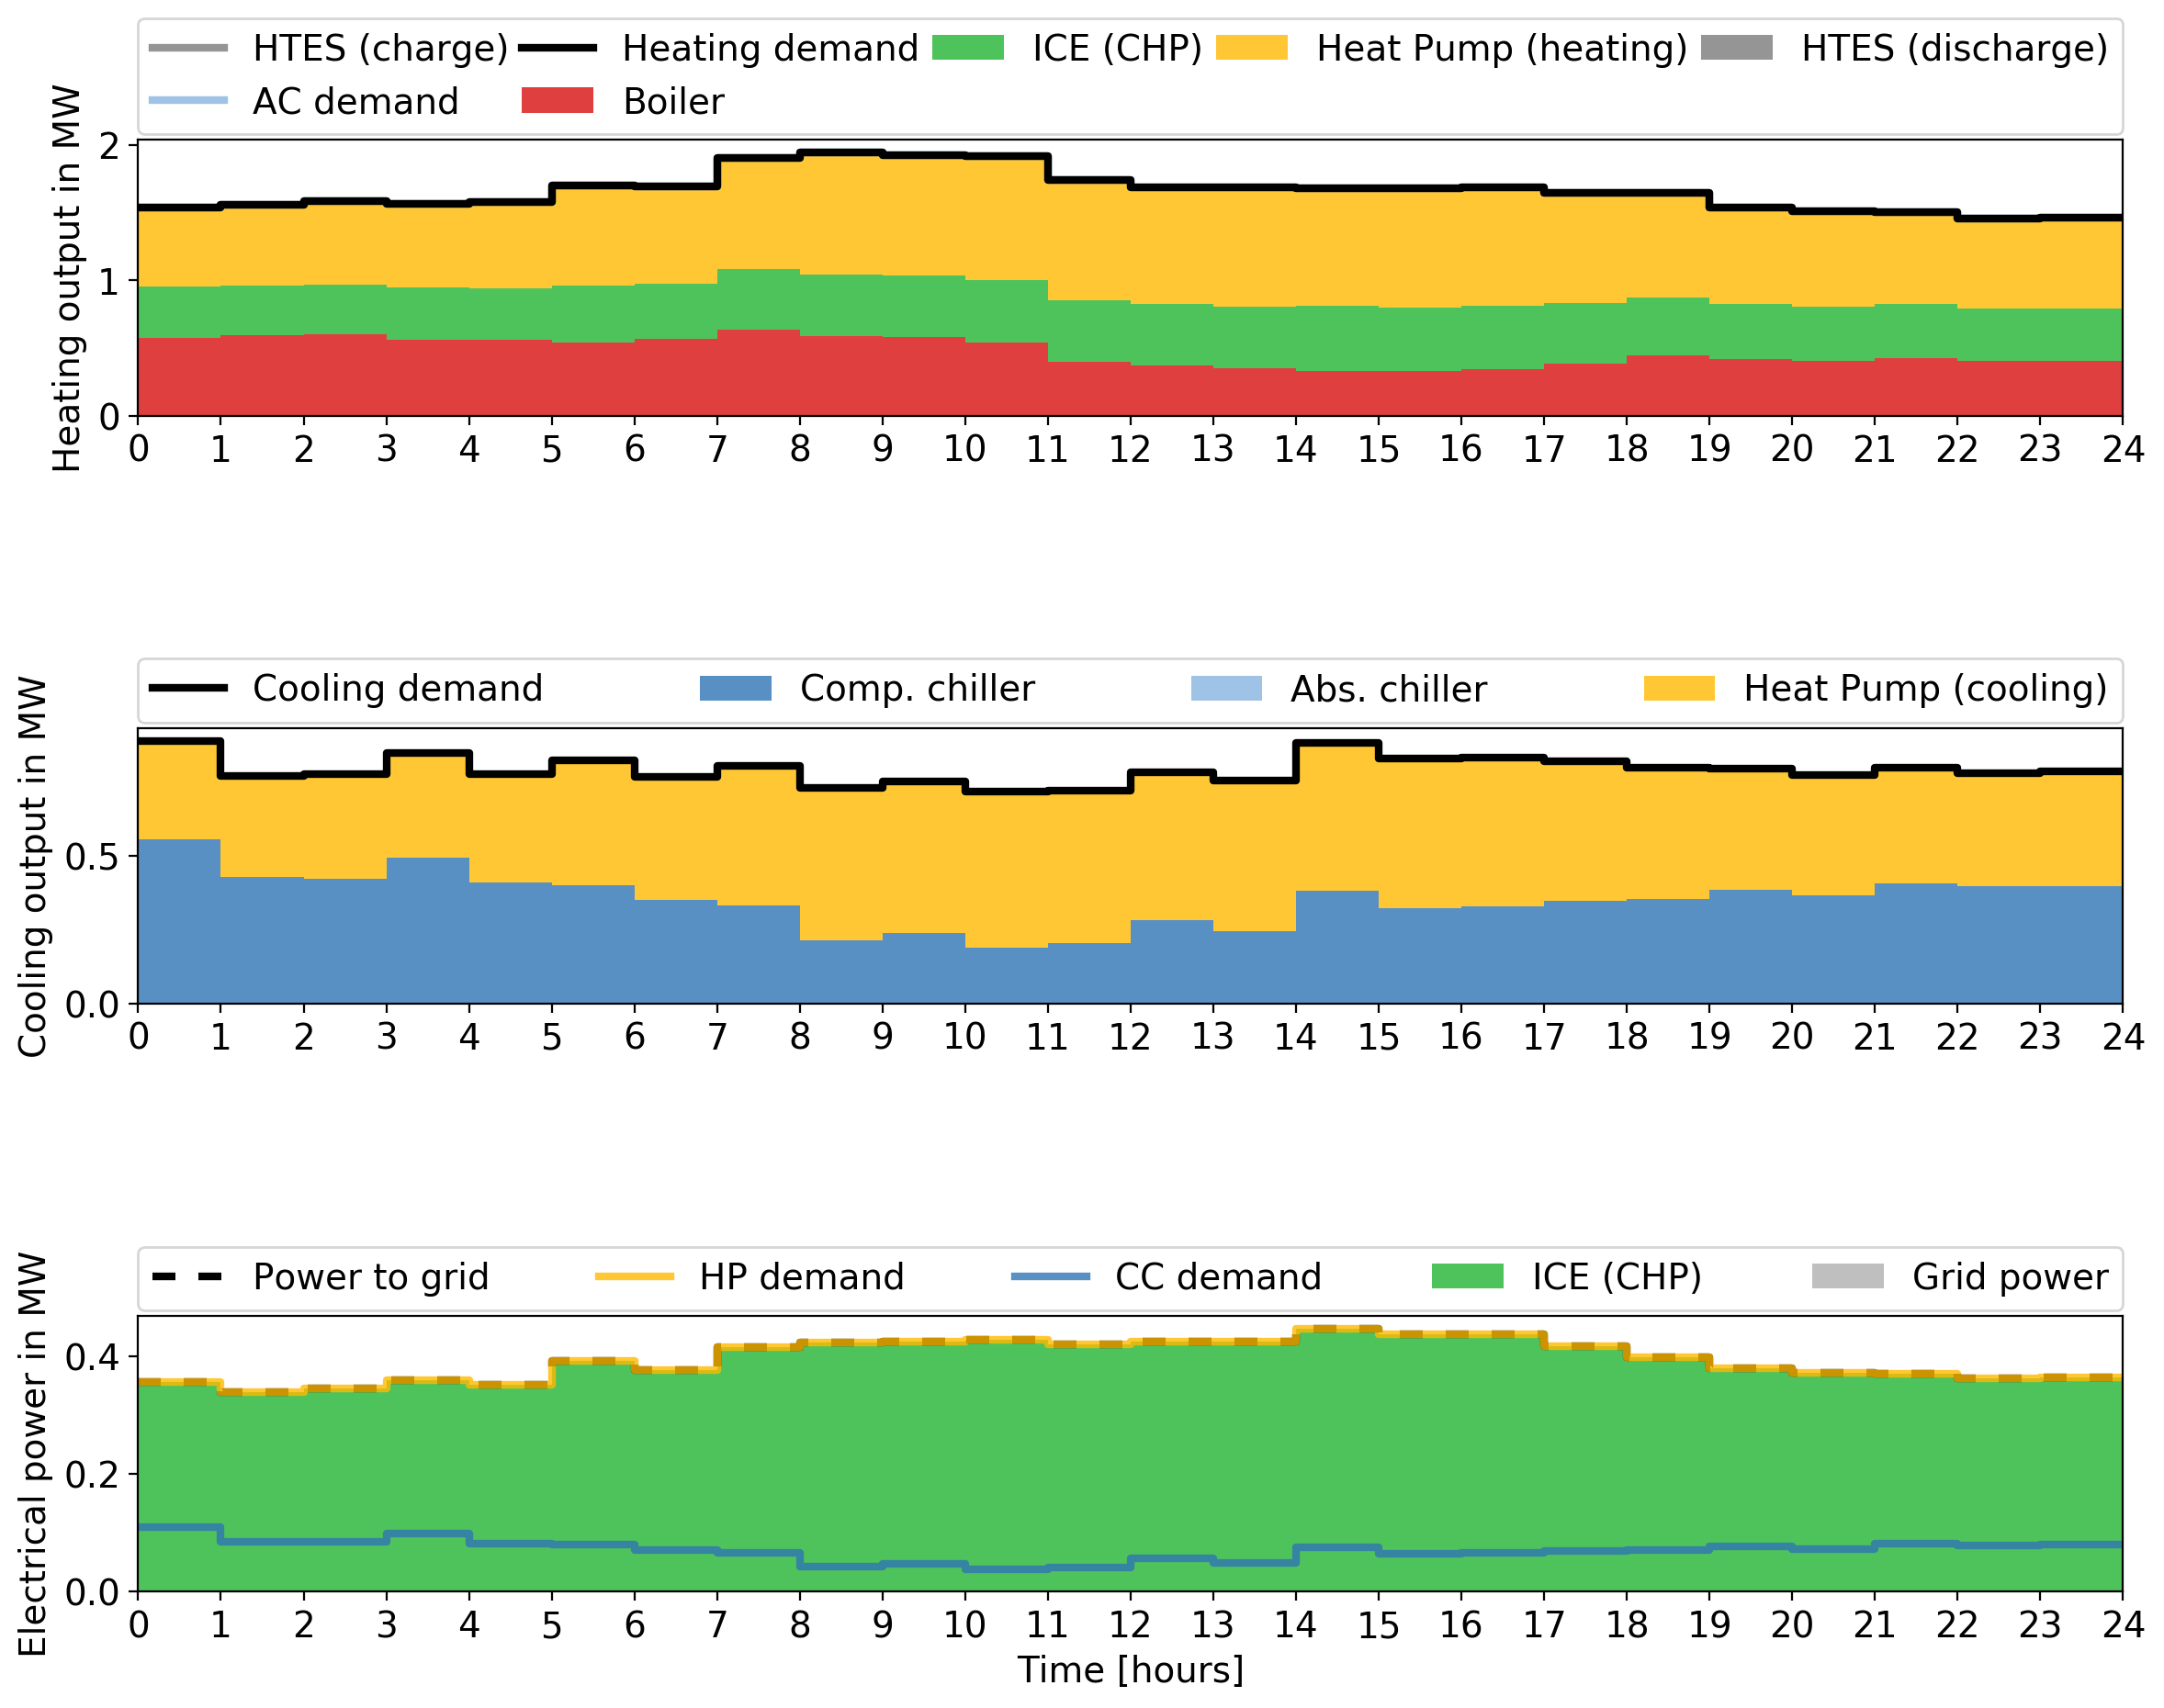 HTES (charge) Heating demand ICE (CHP) Heat Pump (heating) HTES (discharge)
AC demand Boiler
Heating output in MW
2
1
0
0 1 2 3 4 5 6 7 8 9 10 11 12 13 14 15 16 17 18 19 20 21 22 23 24
Cooling demand Comp. chiller Abs. chiller Heat Pump (cooling)
Cooling output in MW
0.5
0.0
0 1 2 3 4 5 6 7 8 9 10 11 12 13 14 15 16 17 18 19 20 21 22 23 24
Power to grid HP demand CC demand ICE (CHP) Grid power
Electrical power in MW
0.4
0.2
0.0
0 1 2 3 4 5 6 7 8 9 10 11 12 13 14 15 16 17 18 19 20 21 22 23 24
Time [hours]